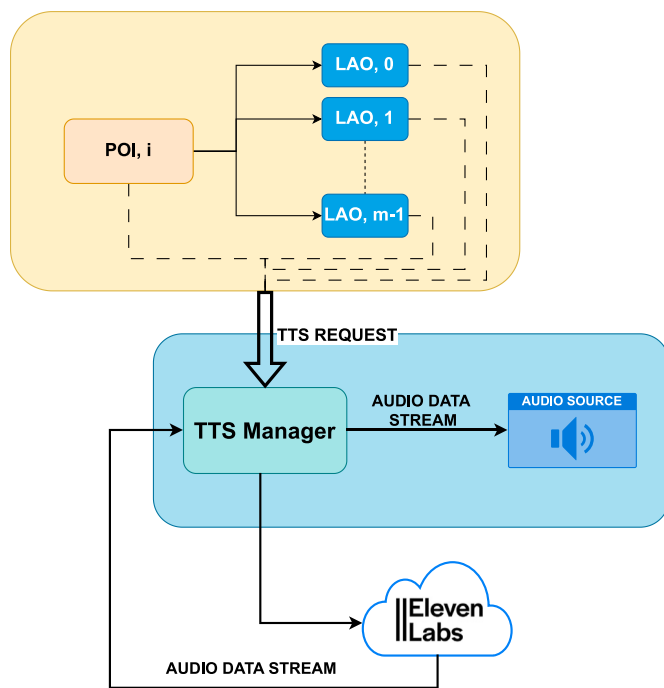 LAO, 0
LAO, 1
POI, i
LAO, m-1
TTS REQUEST
TTS Manager
AUDIO DATA
STREAM
AUDIO SOURCE
||Eleven
Labs
AUDIO DATA STREAM